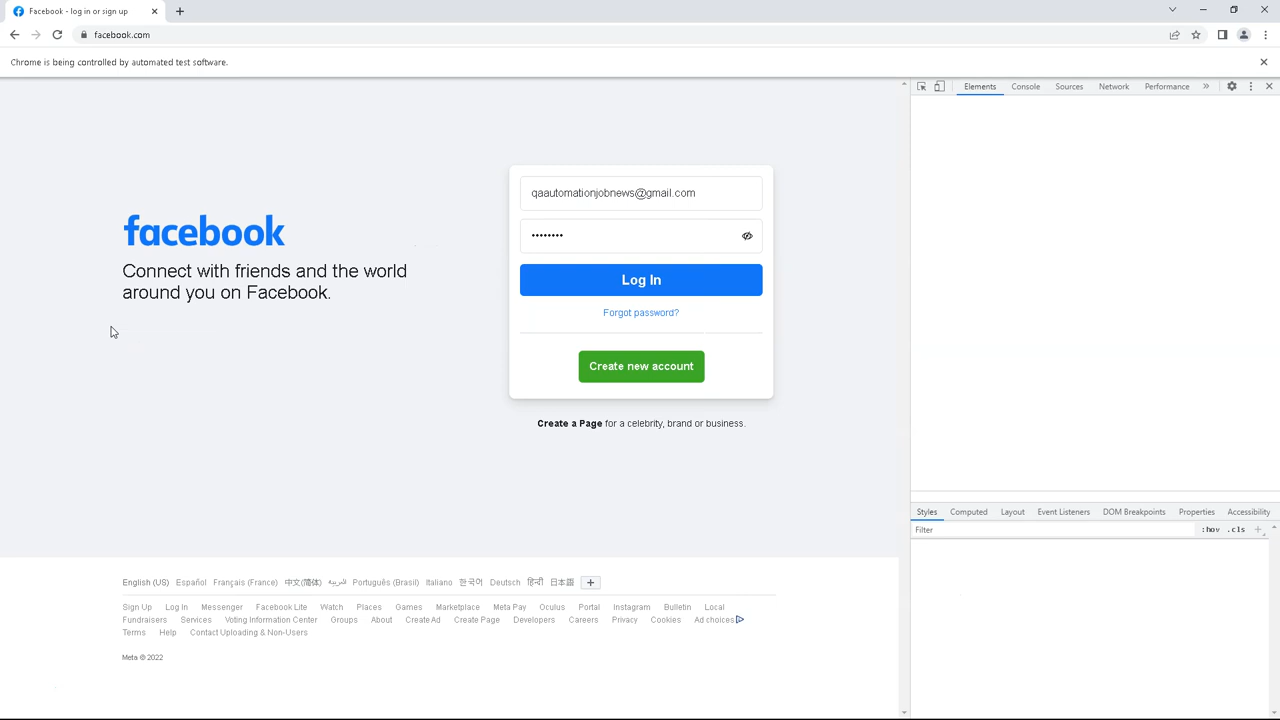 Facebook - log in or sign up
facebook.com
Chrome is being controlled by automated test software.
Elements Console Sources Network Performance »
qaautomationjobnews@gmail.com
••••••••
facebook
Connect with friends and the world
around you on Facebook.
Log In
Forgot password?
Create new account
Create a Page for a celebrity, brand or business.
Styles Computed Layout Event Listeners DOM Breakpoints Properties Accessibility
Filter :hov .cls +
English (US) Español Français (France) 中文(简体) العربية Português (Brasil) Italiano 한국어 Deutsch हिन्दी 日本語 +
Sign Up Log In Messenger Facebook Lite Watch Places Games Marketplace Meta Pay Oculus Portal Instagram Bulletin Local
Fundraisers Services Voting Information Center Groups About Create Ad Create Page Developers Careers Privacy Cookies Ad choices
Terms Help Contact Uploading & Non-Users
Meta © 2022